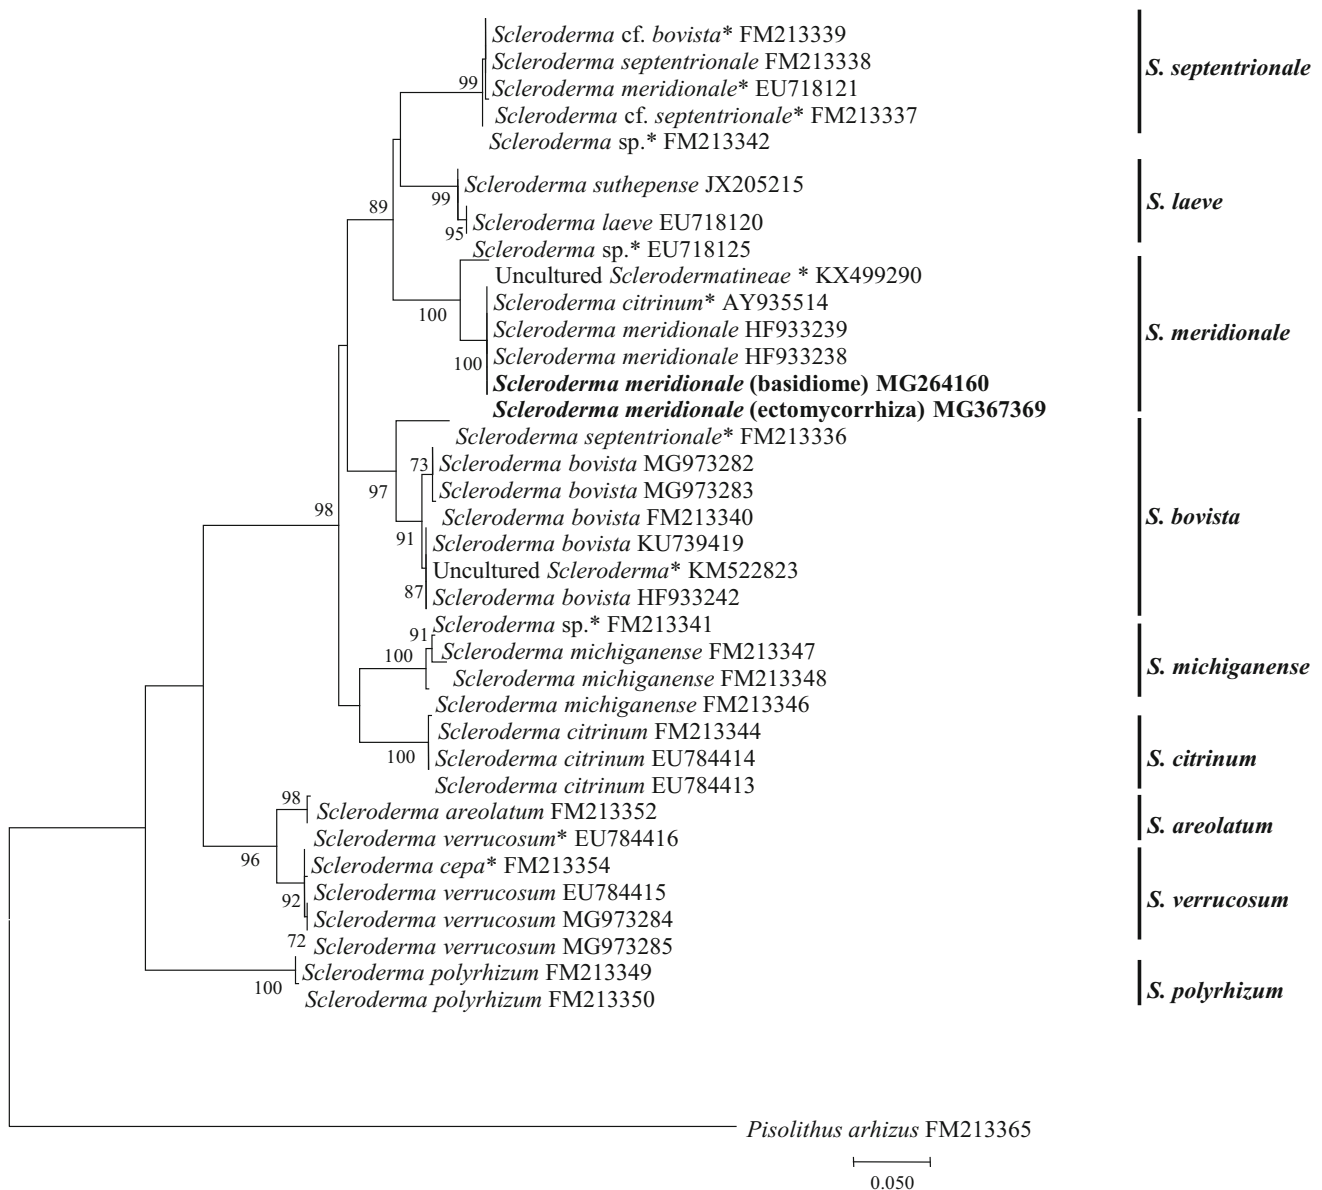 Scleroderma cf. bovista* FM213339
Scleroderma septentrionale FM213338
99
Scleroderma meridionale* EU718121
Scleroderma cf. septentrionale* FM213337
Scleroderma sp.* FM213342
S. septentrionale
Scleroderma suthepense JX205215
99
Scleroderma laeve EU718120
95
Scleroderma sp.* EU718125
S. laeve
89
Uncultured Sclerodermatineae * KX499290
Scleroderma citrinum* AY935514
100
Scleroderma meridionale HF933239
Scleroderma meridionale HF933238
100
Scleroderma meridionale (basidiome) MG264160
Scleroderma meridionale (ectomycorrhiza) MG367369
S. meridionale
Scleroderma septentrionale* FM213336
73
Scleroderma bovista MG973282
Scleroderma bovista MG973283
97
Scleroderma bovista FM213340
98
91
Scleroderma bovista KU739419
Uncultured Scleroderma* KM522823
87
Scleroderma bovista HF933242
S. bovista
Scleroderma sp.* FM213341
91
Scleroderma michiganense FM213347
100
Scleroderma michiganense FM213348
Scleroderma michiganense FM213346
S. michiganense
Scleroderma citrinum FM213344
100
Scleroderma citrinum EU784414
Scleroderma citrinum EU784413
S. citrinum
98
Scleroderma areolatum FM213352
Scleroderma verrucosum* EU784416
S. areolatum
96
Scleroderma cepa* FM213354
Scleroderma verrucosum EU784415
92
Scleroderma verrucosum MG973284
72
Scleroderma verrucosum MG973285
S. verrucosum
Scleroderma polyrhizum FM213349
100
Scleroderma polyrhizum FM213350
S. polyrhizum
Pisolithus arhizus FM213365
0.050